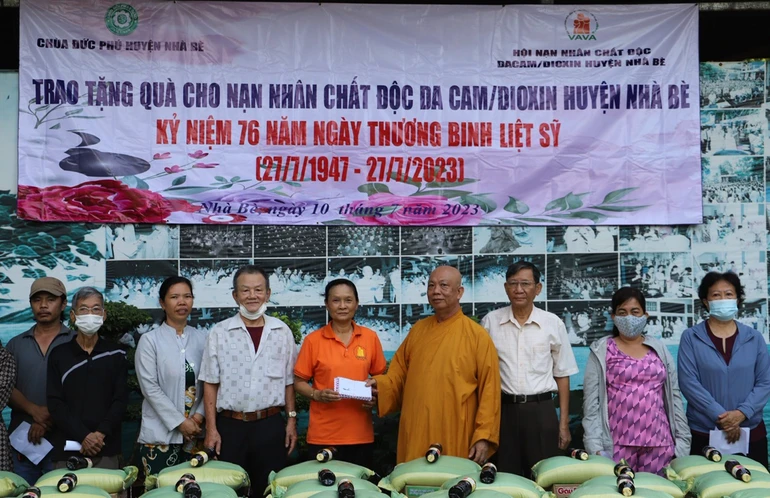 CHÙA ĐỨC PHÚ HUYỆN NHÀ BÈ
VAVA
HỘI NẠN NHÂN CHẤT ĐỘC
DACAM/DIOXIN HUYỆN NHÀ BÈ
TRAO TẶNG QUÀ CHO NẠN NHÂN CHẤT ĐỘC DA CAM/DIOXIN HUYỆN NHÀ BÈ
KỶ NIỆM 76 NĂM NGÀY THƯƠNG BINH LIỆT SỸ
(27/7/1947 - 27/7/2023)
Nhà Bè, ngày 10 tháng 7 năm 2023